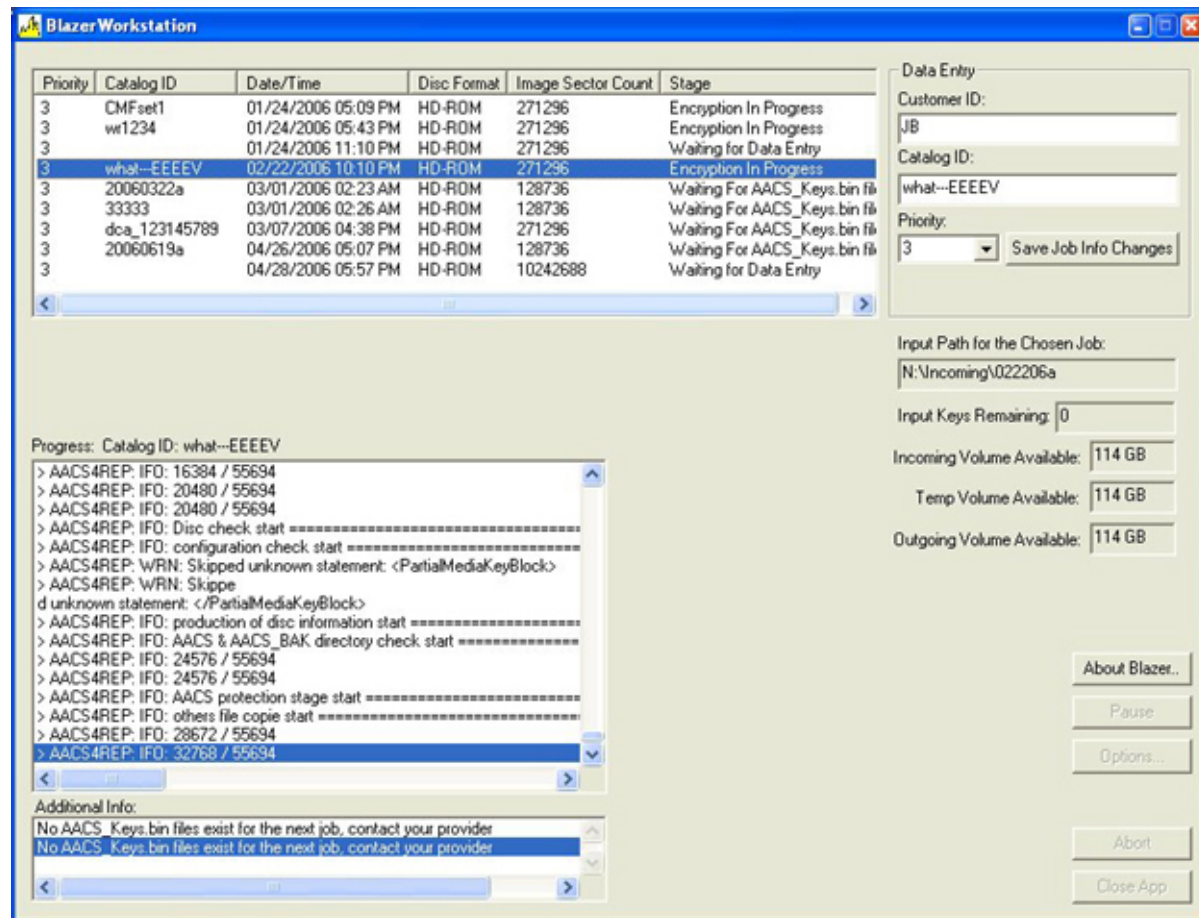 BlazerWorkstation
Priority Catalog ID Date/Time Disc Format Image Sector Count Stage
3 CMFset1 01/24/2006 05:09 PM HD-ROM 271296 Encryption In Progress
3 wr1234 01/24/2006 05:43 PM HD-ROM 271296 Encryption In Progress
3 01/24/2006 11:10 PM HD-ROM 271296 Waiting for Data Entry
3 what---EEEEV 02/22/2006 10:10 PM HD-ROM 271296 Encryption In Progress
3 20060322a 03/01/2006 02:23 AM HD-ROM 128736 Waiting For AACS_Keys.bin fil
3 33333 03/01/2006 02:26 AM HD-ROM 128736 Waiting For AACS_Keys.bin fil
3 dca_123145789 03/07/2006 04:38 PM HD-ROM 271296 Waiting For AACS_Keys.bin fil
3 20060619a 04/26/2006 05:07 PM HD-ROM 128736 Waiting For AACS_Keys.bin fil
3 04/28/2006 05:57 PM HD-ROM 10242688 Waiting for Data Entry
Data Entry
Customer ID:
JB
Catalog ID:
what---EEEEV
Priority:
3 Save Job Info Changes
Input Path for the Chosen Job:
N:\Incoming\022206a
Input Keys Remaining: 0
Incoming Volume Available: 114 GB
Temp Volume Available: 114 GB
Outgoing Volume Available: 114 GB
Progress: Catalog ID: what---EEEEV
> AACS4REP: IFO: 16384 / 55694
> AACS4REP: IFO: 20480 / 55694
> AACS4REP: IFO: 20480 / 55694
> AACS4REP: IFO: Disc check start ==================================
> AACS4REP: IFO: configuration check start ===========================
> AACS4REP: WRN: Skipped unknown statement: <PartialMediaKeyBlock>
> AACS4REP: WRN: Skippe
d unknown statement: </PartialMediaKeyBlock>
> AACS4REP: IFO: production of disc information start ====================
> AACS4REP: IFO: AACS & AACS_BAK directory check start ==============
> AACS4REP: IFO: 24576 / 55694
> AACS4REP: IFO: 24576 / 55694
> AACS4REP: IFO: AACS protection stage start =========================
> AACS4REP: IFO: others file copie start ==============================
> AACS4REP: IFO: 28672 / 55694
> AACS4REP: IFO: 32768 / 55694
Additional Info:
No AACS_Keys.bin files exist for the next job, contact your provider
No AACS_Keys.bin files exist for the next job, contact your provider
About Blazer..
Pause
Options...
Abort
Close App